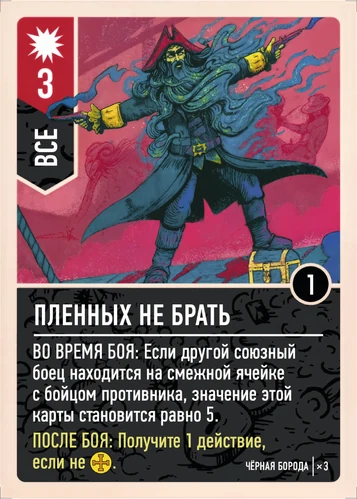 3
ВСЕ
1
ПЛЕННЫХ НЕ БРАТЬ
ВО ВРЕМЯ БОЯ: Если другой союзный
боец находится на смежной ячейке
с бойцом противника, значение этой
карты становится равно 5.
ПОСЛЕ БОЯ: Получите 1 действие,
если не .
ЧЁРНАЯ БОРОДА | ×3